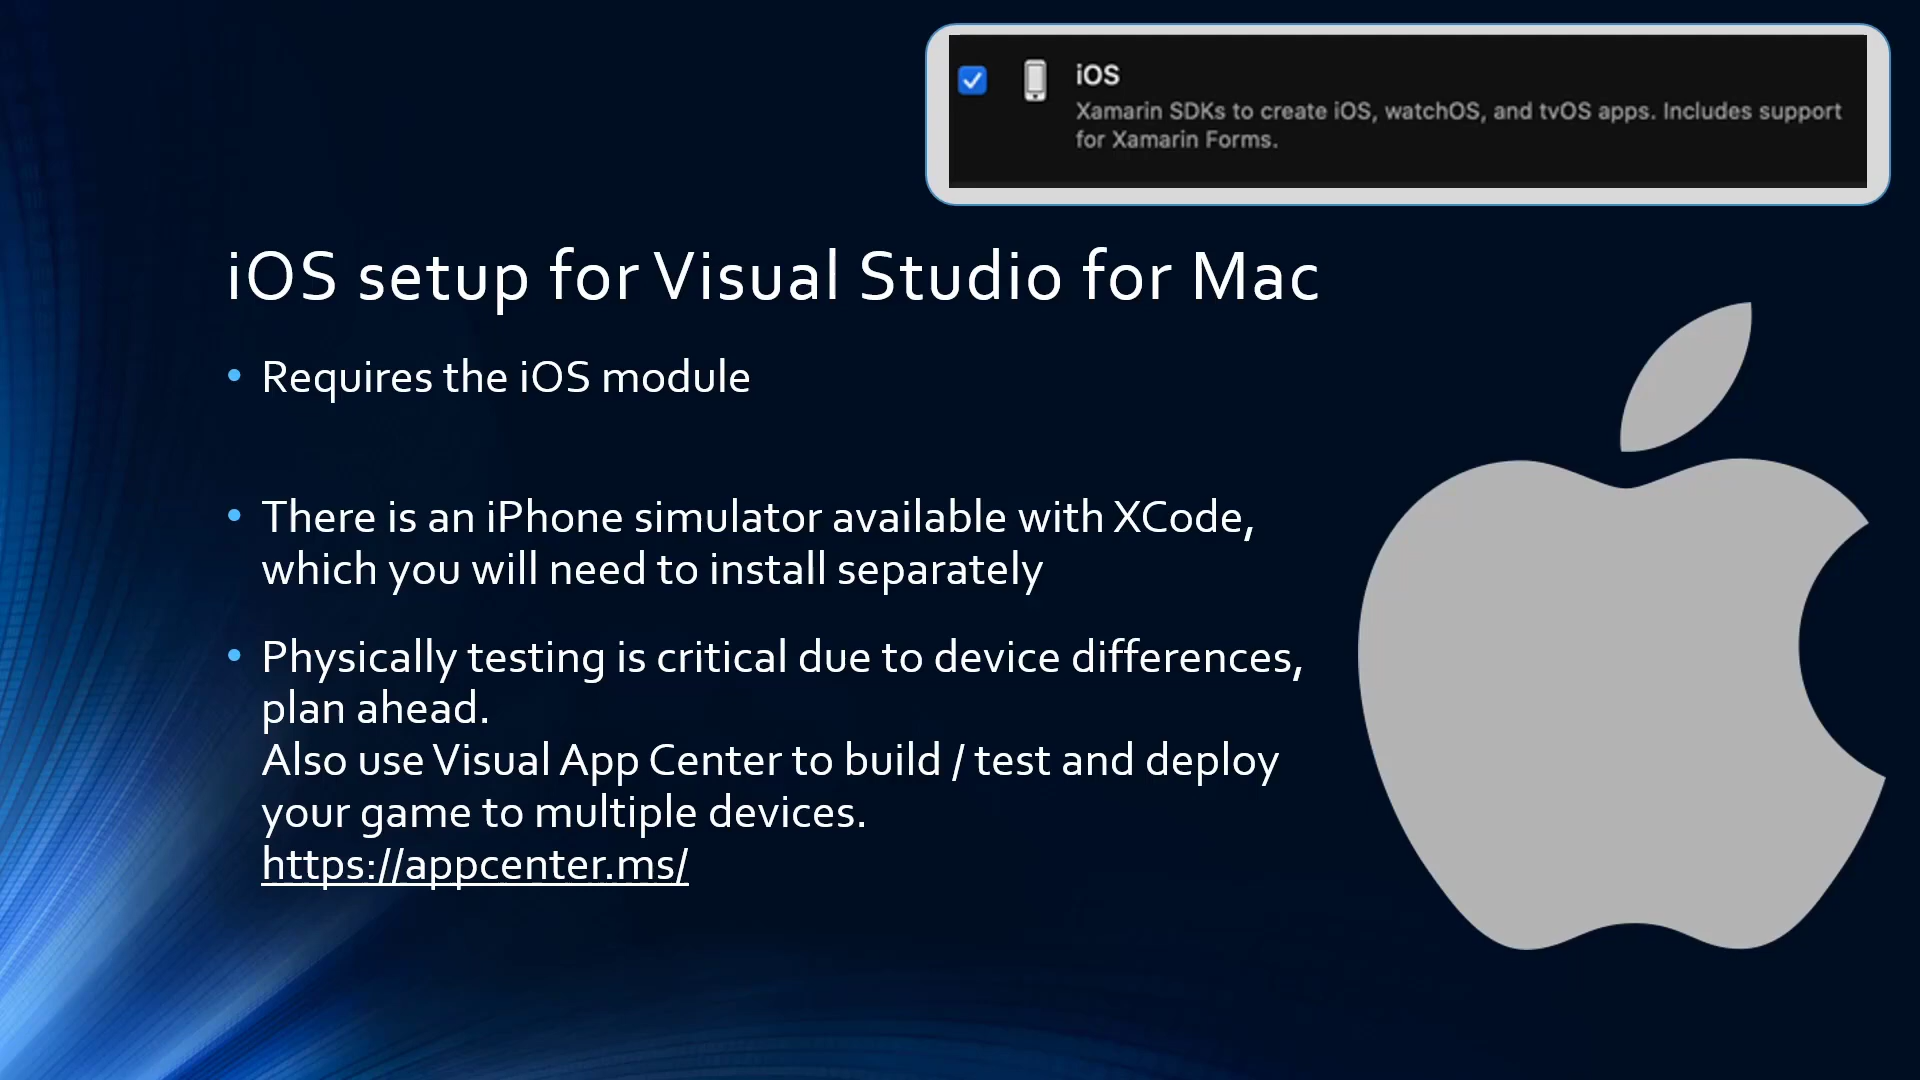 iOS
Xamarin SDKs to create iOS, watchOS, and tvOS apps. Includes support
for Xamarin Forms.
iOS setup for Visual Studio for Mac
• Requires the iOS module
• There is an iPhone simulator available with XCode,
which you will need to install separately
• Physically testing is critical due to device differences,
plan ahead.
Also use Visual App Center to build / test and deploy
your game to multiple devices.
https://appcenter.ms/